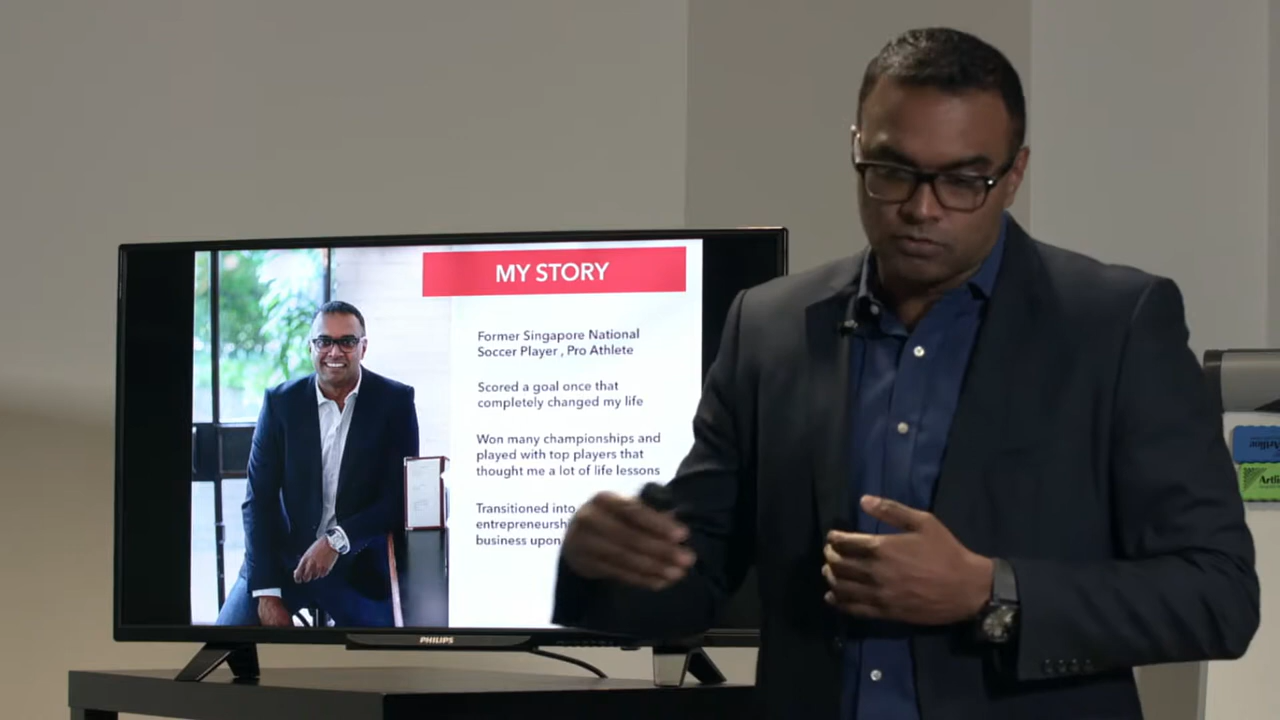 MY STORY
Former Singapore National
Soccer Player , Pro Athlete
Scored a goal once that
completely changed my life
Won many championships and
played with top players that
thought me a lot of life lessons
Transitioned into
business upon
PHILIPS